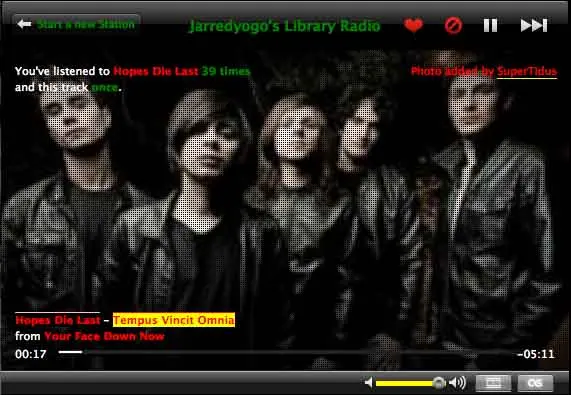 Start a new Station
Jarredyogo's Library Radio
You've listened to Hopes Die Last 39 times
and this track once.
Photo added by SuperTidus
Hopes Die Last – Tempus Vincit Omnia
from Your Face Down Now
00:17
-05:11